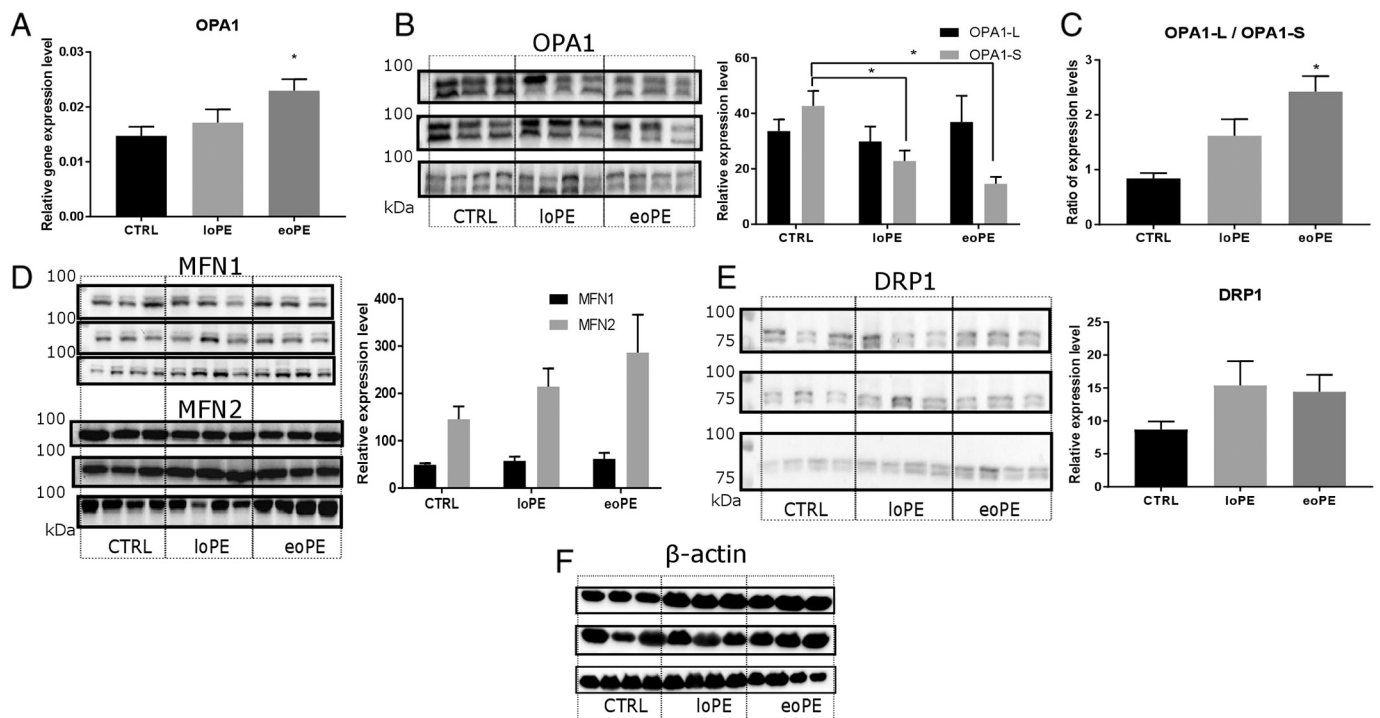 A
OPA1
Relative gene expression level
0.03
0.02
0.01
0.00
*
CTRL
loPE
eoPE
B
OPA1
100
100
100
kDa
CTRL
loPE
eoPE
Relative expression level
60
40
20
0
OPA1-L
OPA1-S
*
*
CTRL
loPE
eoPE
C
OPA1-L / OPA1-S
Ratio of expression levels
3
2
1
0
*
CTRL
loPE
eoPE
D
MFN1
100
100
100
MFN2
100
100
100
kDa
CTRL
loPE
eoPE
Relative expression level
400
300
200
100
0
MFN1
MFN2
CTRL
loPE
eoPE
E
DRP1
100
75
100
75
100
75
kDa
CTRL
loPE
eoPE
DRP1
Relative expression level
25
20
15
10
5
0
CTRL
loPE
eoPE
F
β-actin
CTRL
loPE
eoPE